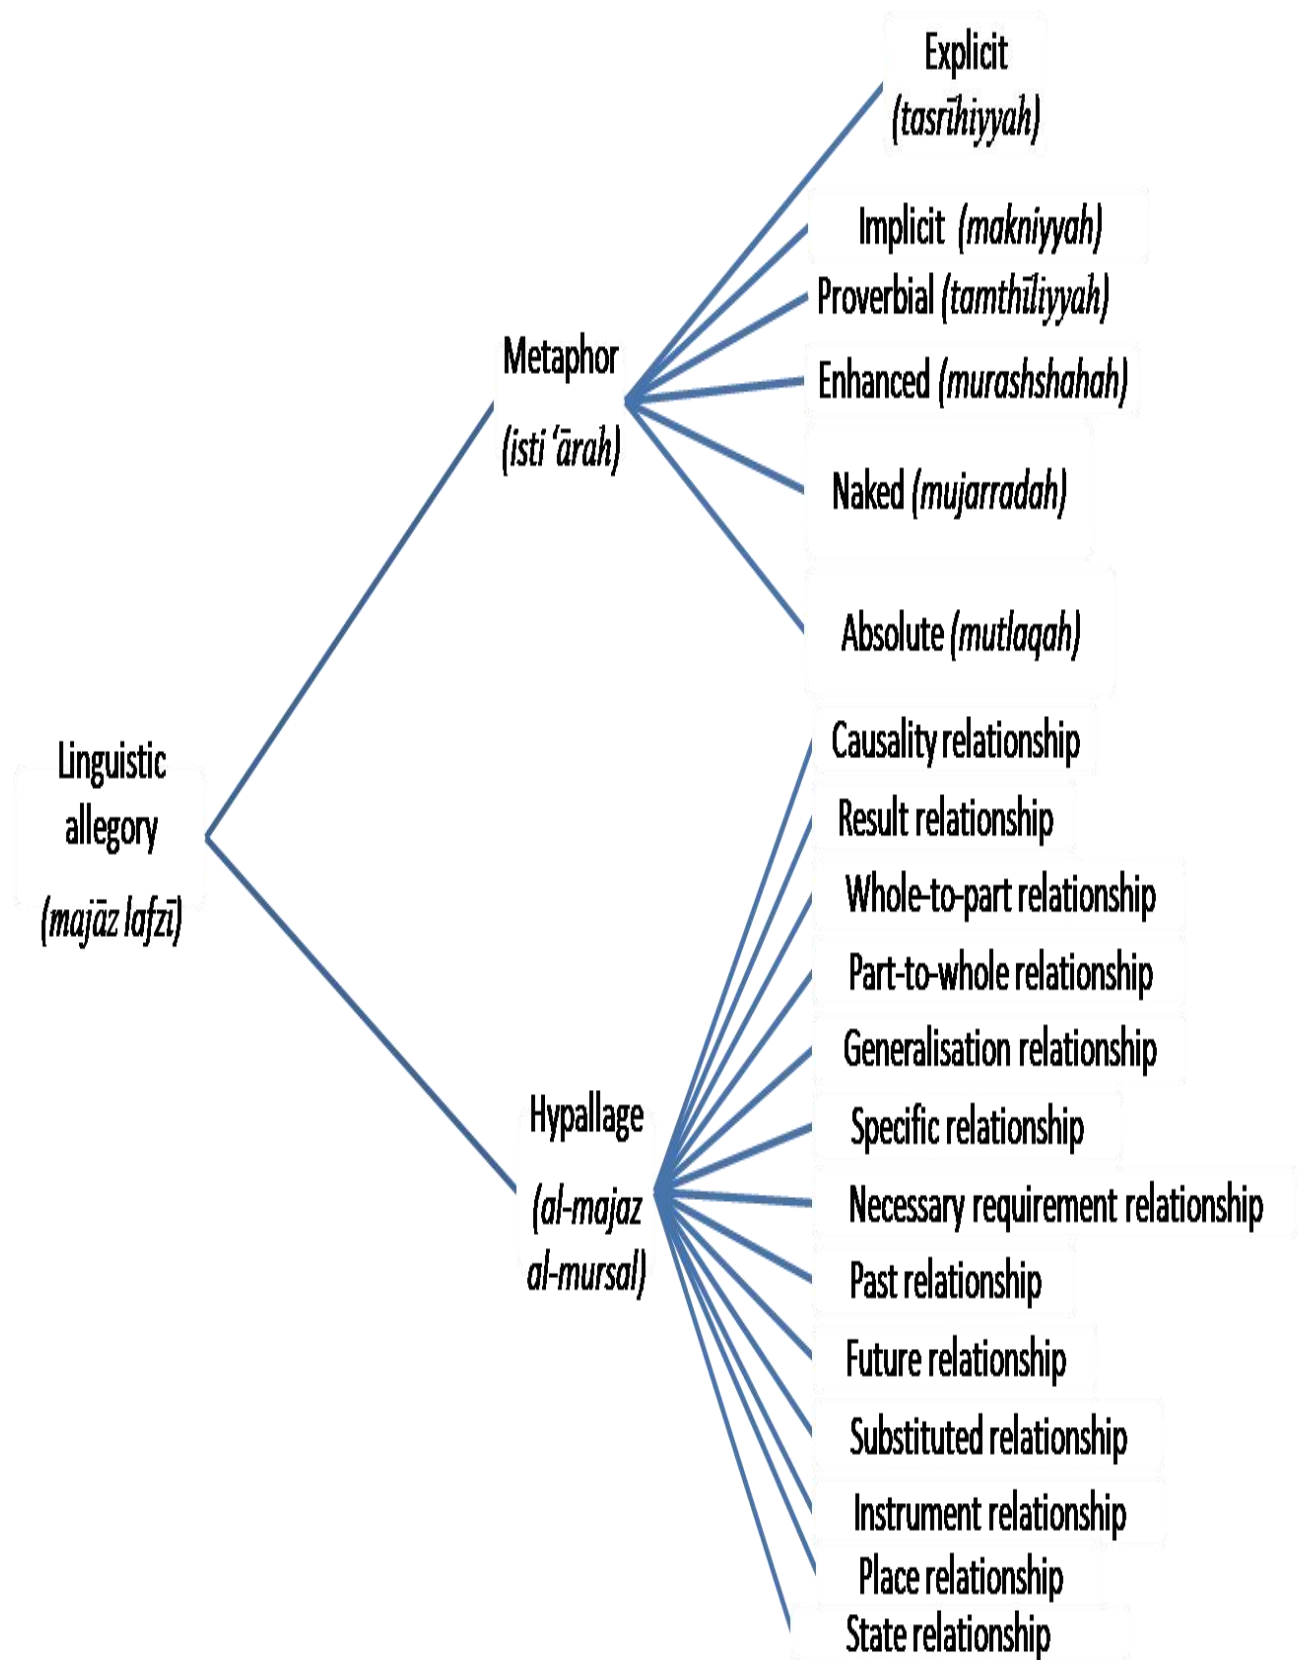 Explicit
(tasrīhiyyah)
Implicit (makniyyah)
Proverbial (tamthīliyyah)
Metaphor
(isti ‘ārah)
Enhanced (murashshahah)
Naked (mujarradah)
Absolute (mutlaqah)
Linguistic
allegory
(majāz lafzī)
Causality relationship
Result relationship
Whole-to-part relationship
Part-to-whole relationship
Generalisation relationship
Hypallage
(al-majaz
al-mursal)
Specific relationship
Necessary requirement relationship
Past relationship
Future relationship
Substituted relationship
Instrument relationship
Place relationship
State relationship